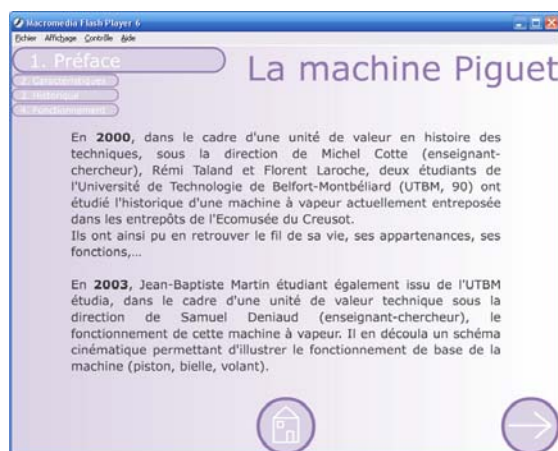 Macromedia Flash Player 6
Fichier Affichage Contrôle Aide
1. Préface
2. Caractéristiques
3. Historique
4. Fonctionnement
La machine Piguet
En 2000, dans le cadre d'une unité de valeur en histoire des
techniques, sous la direction de Michel Cotte (enseignant-
chercheur), Rémi Taland et Florent Laroche, deux étudiants de
l'Université de Technologie de Belfort-Montbéliard (UTBM, 90) ont
étudié l'historique d'une machine à vapeur actuellement entreposée
dans les entrepôts de l'Ecomusée du Creusot.
Ils ont ainsi pu en retrouver le fil de sa vie, ses appartenances, ses
fonctions,...
En 2003, Jean-Baptiste Martin étudiant également issu de l'UTBM
étudia, dans le cadre d'une unité de valeur technique sous la
direction de Samuel Deniaud (enseignant-chercheur), le
fonctionnement de cette machine à vapeur. Il en découla un schéma
cinématique permettant d'illustrer le fonctionnement de base de la
machine (piston, bielle, volant).